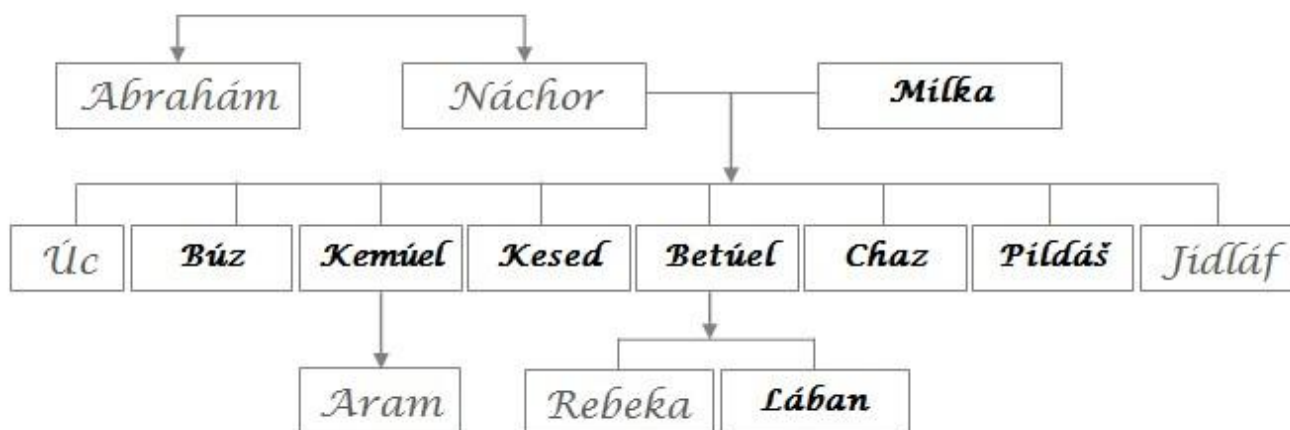 Abrahám Náchor Milka
Úc Búz Kemúel Kesed Betúel Chaz Pildáš Jidláf
Aram Rebeka Lában